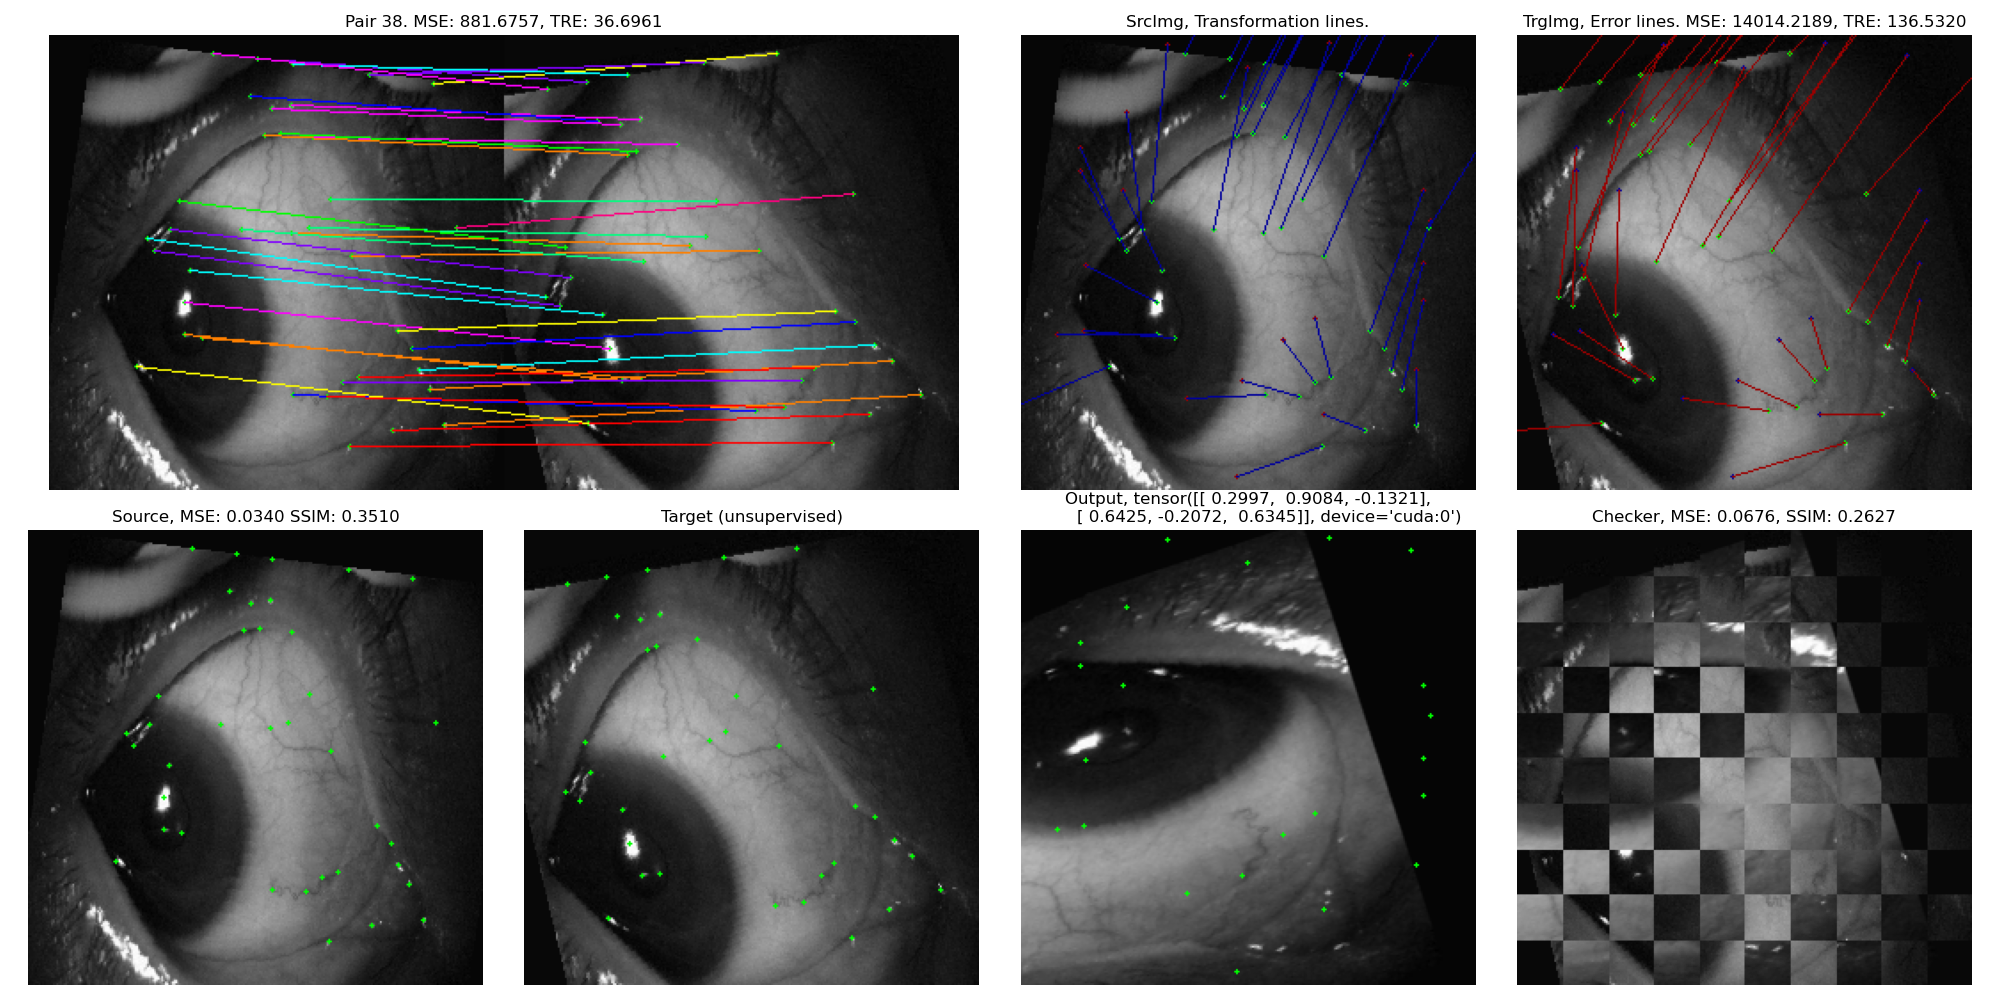 Pair 38. MSE: 881.6757, TRE: 36.6961
SrcImg, Transformation lines.
TrgImg, Error lines. MSE: 14014.2189, TRE: 136.5320
Source, MSE: 0.0340 SSIM: 0.3510
Target (unsupervised)
Output, tensor([[ 0.2997,  0.9084, -0.1321],
[ 0.6425, -0.2072,  0.6345]], device='cuda:0')
Checker, MSE: 0.0676, SSIM: 0.2627